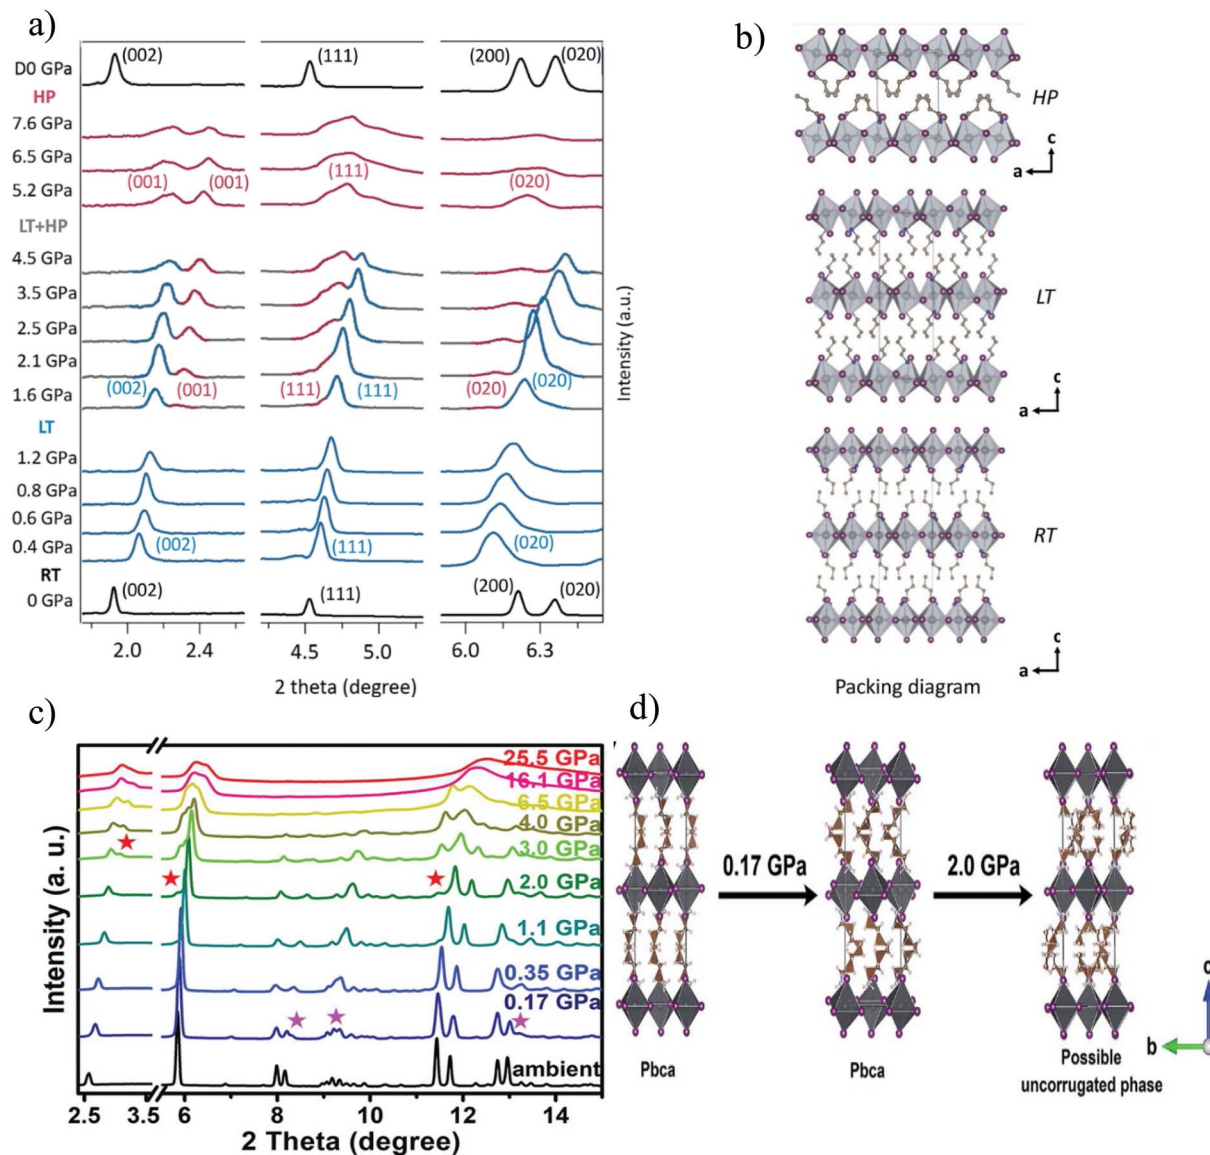 a)
(002)
(111)
(200)
(020)
D0 GPa
HP
7.6 GPa
6.5 GPa
(001)
(001)
(111)
(020)
5.2 GPa
LT+HP
4.5 GPa
3.5 GPa
2.5 GPa
2.1 GPa
(002)
(001)
(111)
(111)
(020)
(020)
1.6 GPa
LT
1.2 GPa
0.8 GPa
0.6 GPa
0.4 GPa
(002)
(111)
(020)
RT
0 GPa
(002)
(111)
(200)
(020)
2.0
2.4
4.5
5.0
6.0
6.3
2 theta (degree)
Intensity (a.u.)
b)
HP
c
a
LT
c
a
RT
c
a
Packing diagram
c)
25.5 GPa
16.1 GPa
6.5 GPa
4.0 GPa
3.0 GPa
2.0 GPa
1.1 GPa
0.35 GPa
0.17 GPa
ambient
Intensity (a. u.)
2.5
3.5
6
8
10
12
14
2 Theta (degree)
d)
0.17 GPa
2.0 GPa
Pbca
Pbca
Possible
uncorrugated phase
c
b